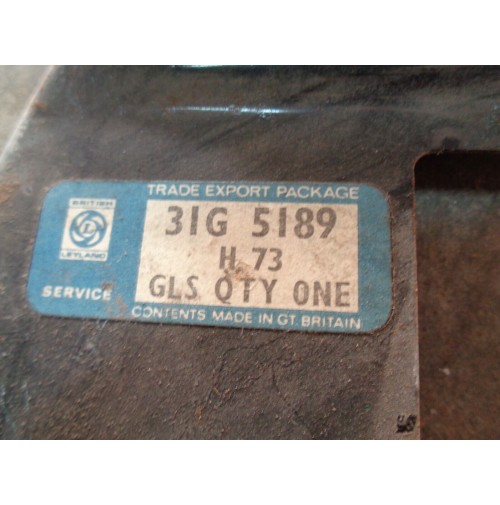 TRADE EXPORT PACKAGE
BRITISH
L
LEYLAND
31G 5189
H 73
SERVICE
GLS QTY ONE
CONTENTS MADE IN GT. BRITAIN